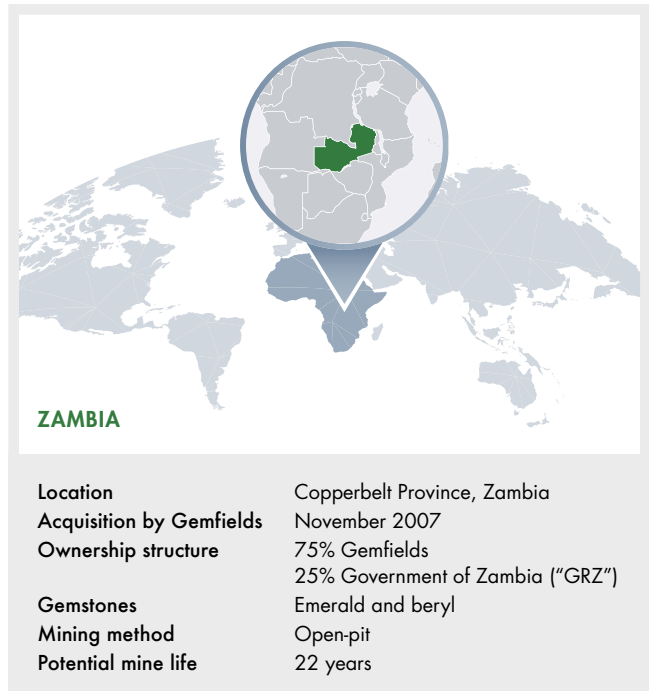 ZAMBIA
Location Copperbelt Province, Zambia
Acquisition by Gemfields November 2007
Ownership structure 75% Gemfields
25% Government of Zambia (“GRZ”)
Gemstones Emerald and beryl
Mining method Open-pit
Potential mine life 22 years